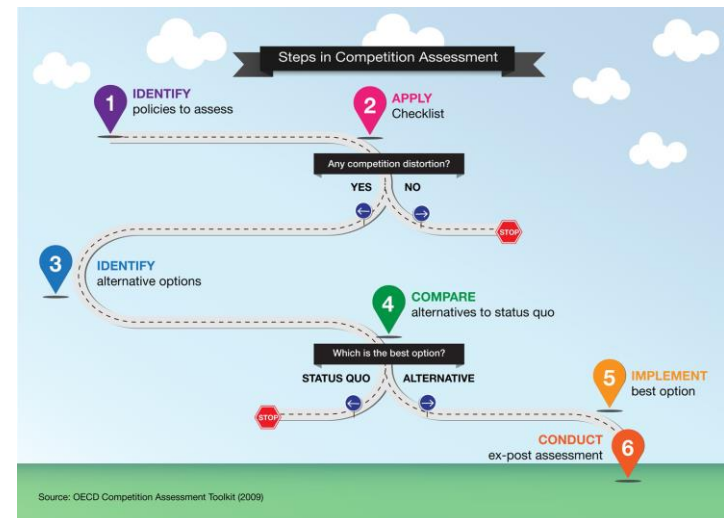 Steps in Competition Assessment
1
IDENTIFY
policies to assess
2
APPLY
Checklist
Any competition distortion?
YES
NO
STOP
3
IDENTIFY
alternative options
4
COMPARE
alternatives to status quo
Which is the best option?
STATUS QUO
ALTERNATIVE
STOP
5
IMPLEMENT
best option
CONDUCT
ex-post assessment
6
Source: OECD Competition Assessment Toolkit (2009)